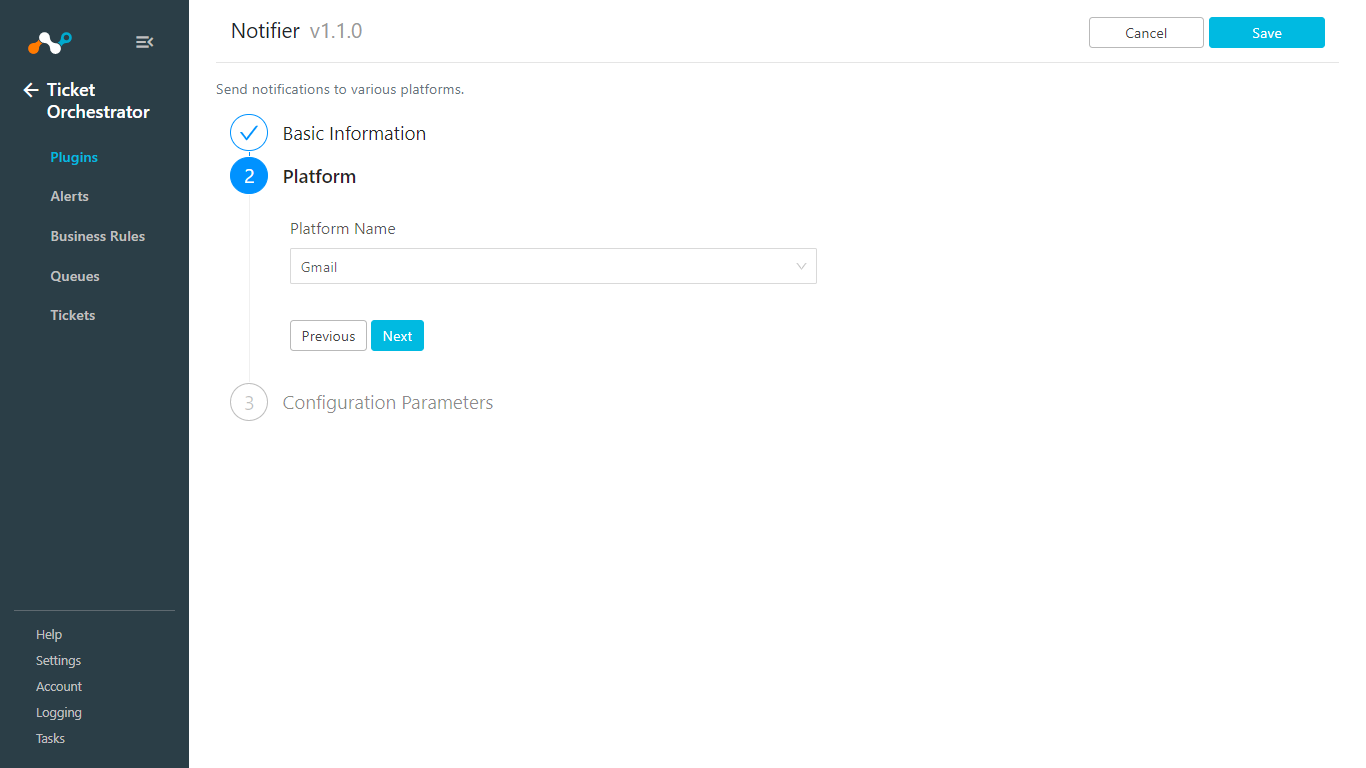 Ticket
Orchestrator
Plugins
Alerts
Business Rules
Queues
Tickets
Help
Settings
Account
Logging
Tasks
Notifier v1.1.0
Cancel
Save
Send notifications to various platforms.
Basic Information
2 Platform
Platform Name
Gmail
Previous
Next
3 Configuration Parameters